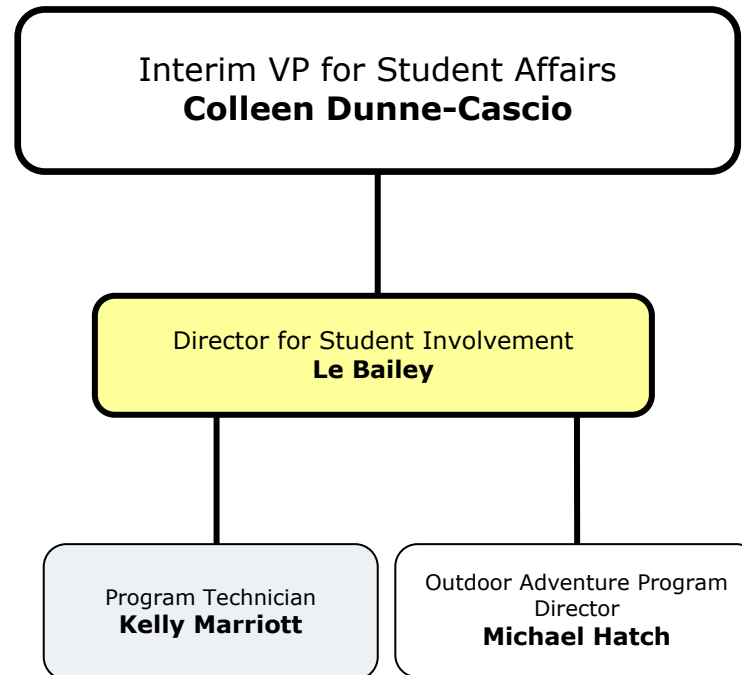 Interim VP for Student Affairs
Colleen Dunne-Cascio
Director for Student Involvement
Le Bailey
Program Technician
Kelly Marriott
Outdoor Adventure Program
Director
Michael Hatch